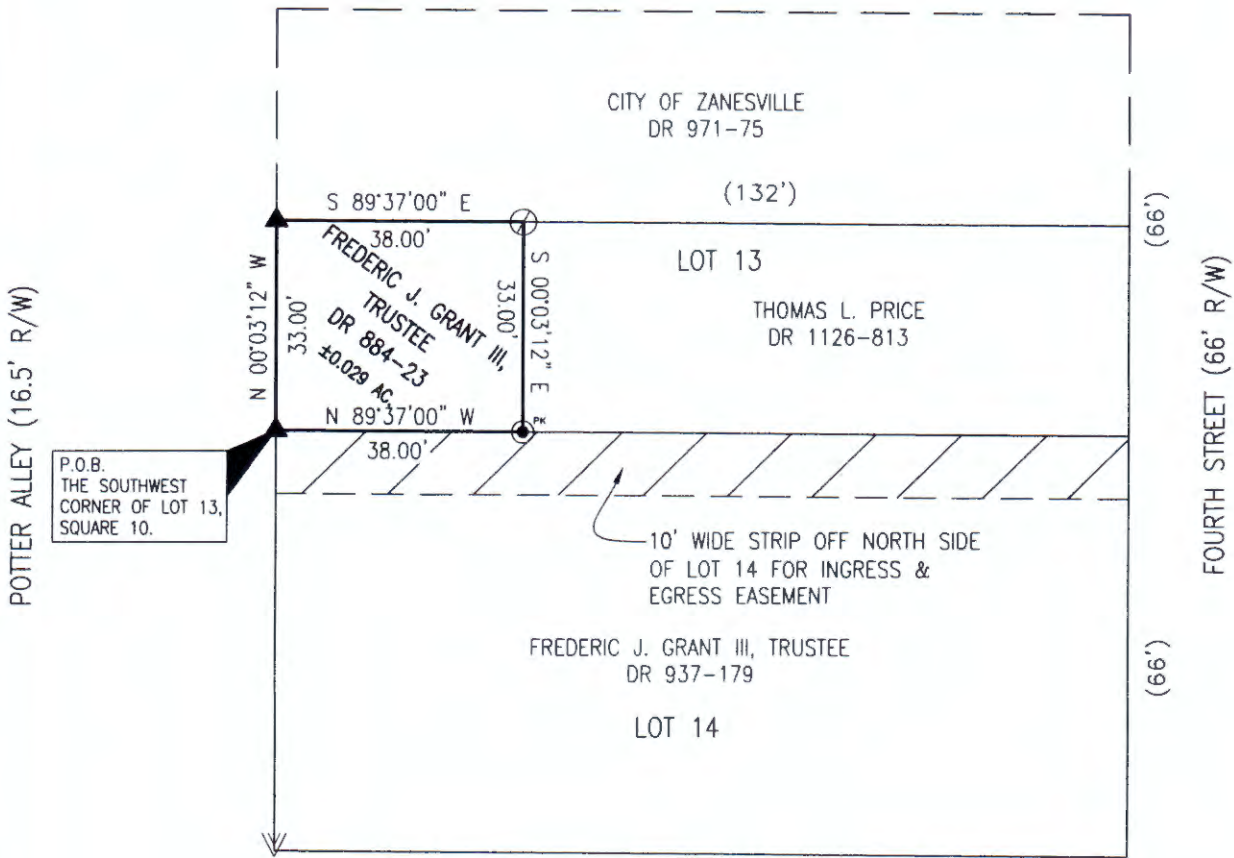 CITY OF ZANESVILLE
DR 971-75
(132')
(66')
S 89°37'00" E
38.00'
LOT 13
N 00°03'12" W
33.00'
FREDERIC J. GRANT III,
TRUSTEE
DR 884-23
±0.029 AC.
S 00°03'12" E
33.00'
THOMAS L. PRICE
DR 1126-813
POTTER ALLEY (16.5' R/W)
FOURTH STREET (66' R/W)
N 89°37'00" W
38.00'
PK
P.O.B.
THE SOUTHWEST
CORNER OF LOT 13,
SQUARE 10.
10' WIDE STRIP OFF NORTH SIDE
OF LOT 14 FOR INGRESS &
EGRESS EASEMENT
FREDERIC J. GRANT III, TRUSTEE
DR 937-179
(66')
LOT 14